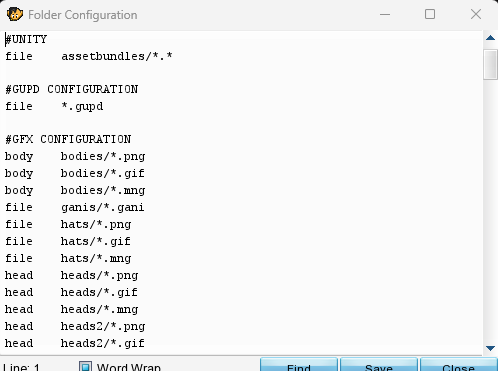 Folder Configuration
#UNITY
file    assetbundles/*.*
#GUPD CONFIGURATION
file    *.gupd
#GFX CONFIGURATION
body    bodies/*.png
body    bodies/*.gif
body    bodies/*.mng
file    ganis/*.gani
file    hats/*.png
file    hats/*.gif
file    hats/*.mng
head    heads/*.png
head    heads/*.gif
head    heads/*.mng
head    heads2/*.png
head    heads2/*.gif
Line: 1    Word Wrap    Find    Save    Close